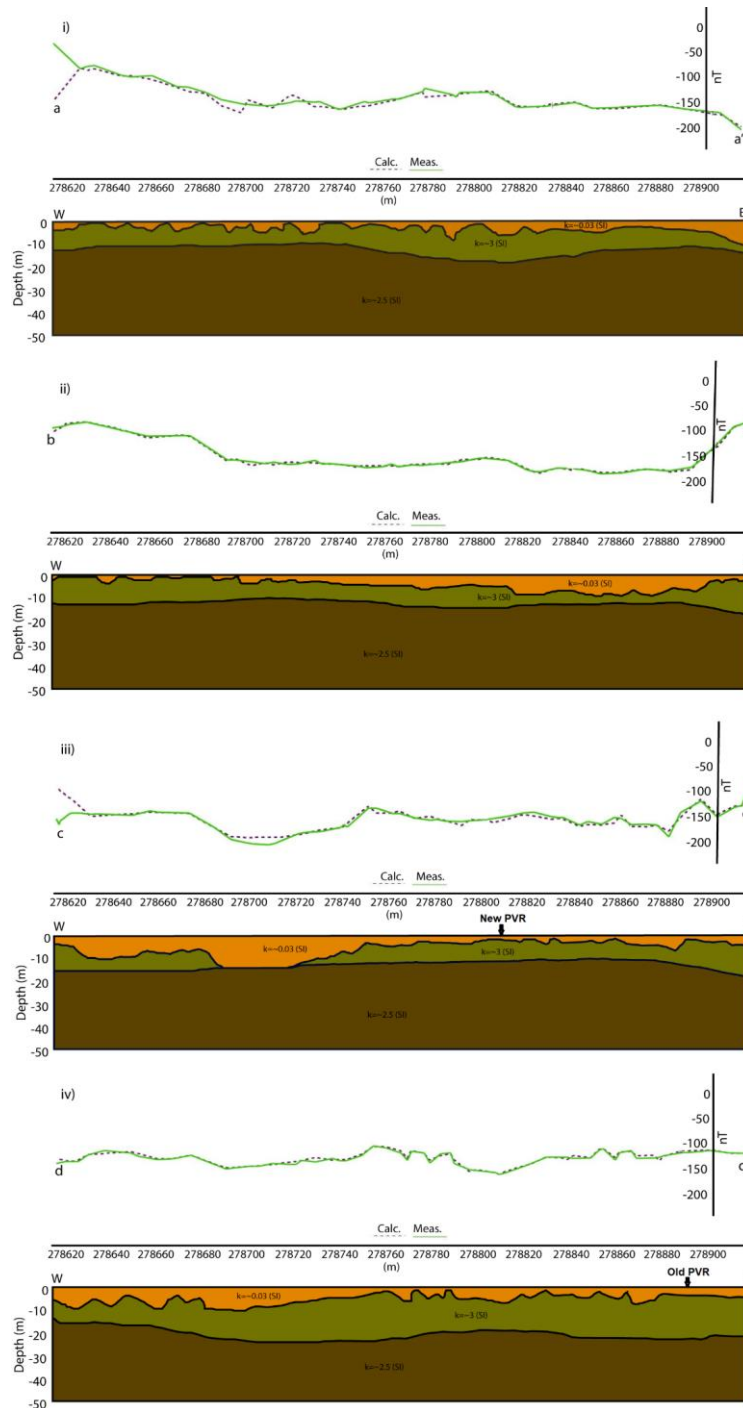 i)
0
-50
-100
-150
-200
nT
a
a'
Calc. Meas.
278620 278640 278660 278680 278700 278720 278740 278760 278780 278800 278820 278840 278860 278880 278900
(m)
W
E
0
-10
-20
-30
-40
-50
Depth (m)
k=-0.03 (SI)
k=-3 (SI)
k=-2.5 (SI)
ii)
0
-50
-100
-150
-200
nT
b
Calc. Meas.
278620 278640 278660 278680 278700 278720 278740 278760 278780 278800 278820 278840 278860 278880 278900
(m)
W
0
-10
-20
-30
-40
-50
Depth (m)
k=-0.03 (SI)
k=-3 (SI)
k=-2.5 (SI)
iii)
0
-50
-100
-150
-200
nT
c
Calc. Meas.
278620 278640 278660 278680 278700 278720 278740 278760 278780 278800 278820 278840 278860 278880 278900
(m)
New PVR
W
0
-10
-20
-30
-40
-50
Depth (m)
k=-0.03 (SI)
k=-3 (SI)
k=-2.5 (SI)
iv)
0
-50
-100
-150
-200
nT
d
Calc. Meas.
278620 278640 278660 278680 278700 278720 278740 278760 278780 278800 278820 278840 278860 278880 278900
(m)
Old PVR
W
0
-10
-20
-30
-40
-50
Depth (m)
k=-0.03 (SI)
k=-3 (SI)
k=-2.5 (SI)